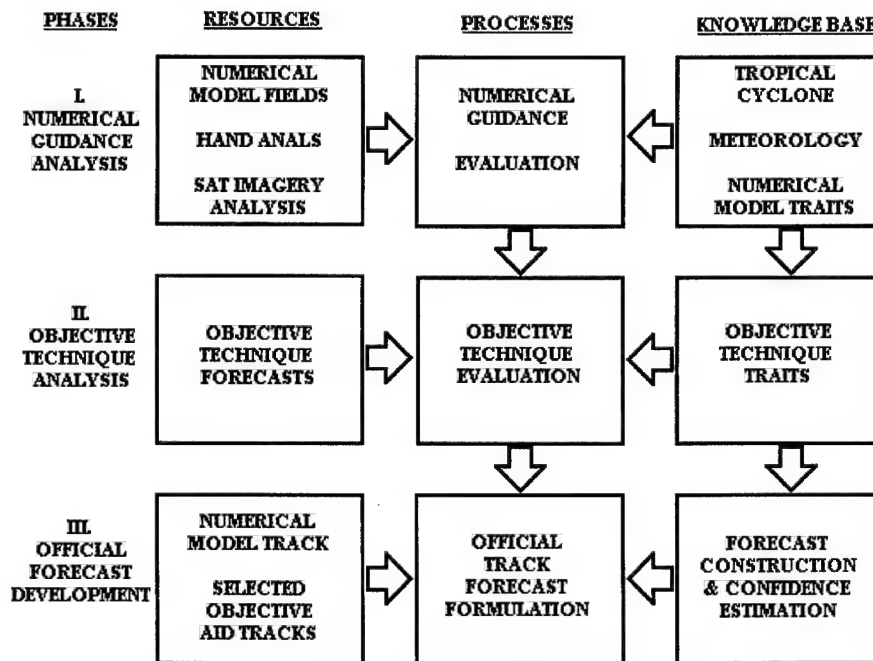 PHASES
RESOURCES
PROCESSES
KNOWLEDGE BASE
I.
NUMERICAL
GUIDANCE
ANALYSIS
NUMERICAL
MODEL FIELDS
HAND ANALS
SAT IMAGERY
ANALYSIS
NUMERICAL
GUIDANCE
EVALUATION
TROPICAL
CYCLONE
METEOROLOGY
NUMERICAL
MODEL TRAITS
II.
OBJECTIVE
TECHNIQUE
ANALYSIS
OBJECTIVE
TECHNIQUE
FORECASTS
OBJECTIVE
TECHNIQUE
EVALUATION
OBJECTIVE
TECHNIQUE
TRAITS
III.
OFFICIAL
FORECAST
DEVELOPMENT
NUMERICAL
MODEL TRACK
SELECTED
OBJECTIVE
AID TRACKS
OFFICIAL
TRACK
FORECAST
FORMULATION
FORECAST
CONSTRUCTION
& CONFIDENCE
ESTIMATION